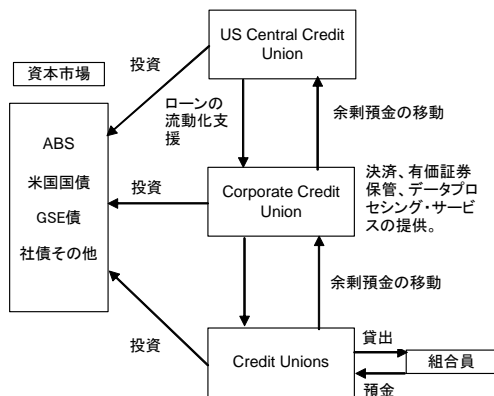 US Central Credit
Union
資本市場
投資
ローンの
流動化支
援
余剰預金の移動
ABS
米国国債
GSE債
社債その他
投資
Corporate Credit
Union
決済、有価証券
保管、データプロ
セシング・サービ
スの提供。
余剰預金の移動
投資
Credit Unions
貸出
組合員
預金